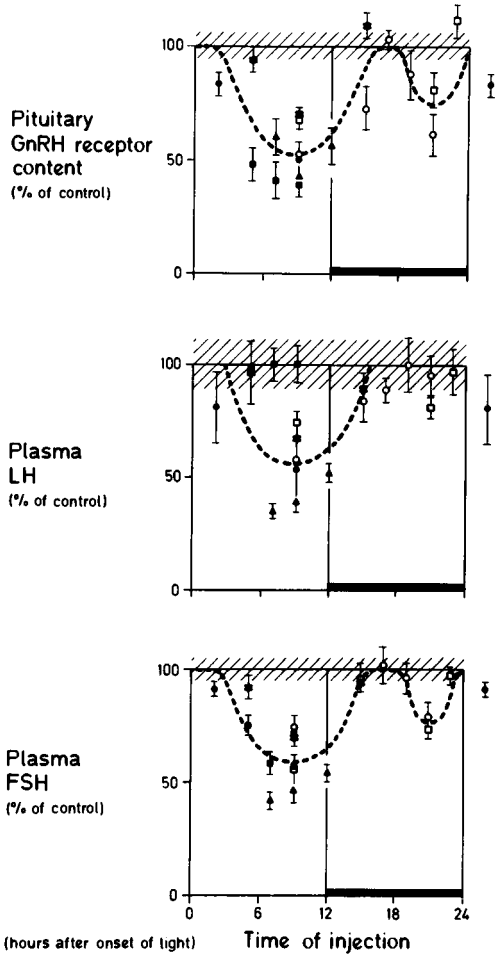 100
Pituitary
GnRH receptor
content
(% of control)
50
0
100
Plasma
LH
(% of control)
50
0
100
Plasma
FSH
(% of control)
50
0
0 6 12 18 24
(hours after onset of light) Time of injection